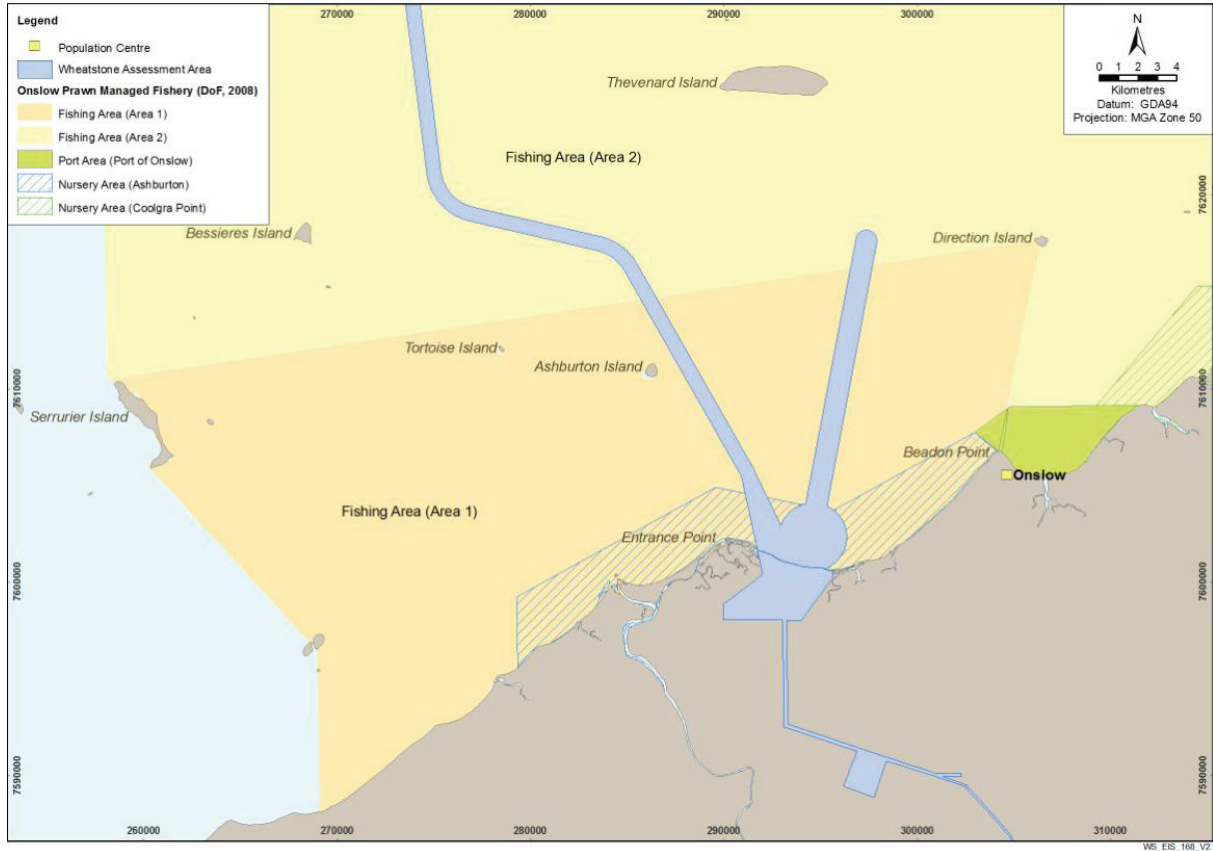 Legend
Population Centre
Wheatstone Assessment Area
Onslow Prawn Managed Fishery (DoF, 2008)
Fishing Area (Area 1)
Fishing Area (Area 2)
Port Area (Port of Onslow)
Nursery Area (Ashburton)
Nursery Area (Coolgra Point)
270000
280000
290000
300000
N
0 1 2 3 4
Kilometres
Datum: GDA94
Projection: MGA Zone 50
Thevenard Island
Fishing Area (Area 2)
7620000
Bessieres Island
Direction Island
Tortoise Island
Ashburton Island
7610000
7610000
Serrurier Island
Beadon Point
Onslow
Fishing Area (Area 1)
Entrance Point
7600000
7600000
7590000
7590000
260000
270000
280000
290000
300000
310000
WS_EIS_168_V2